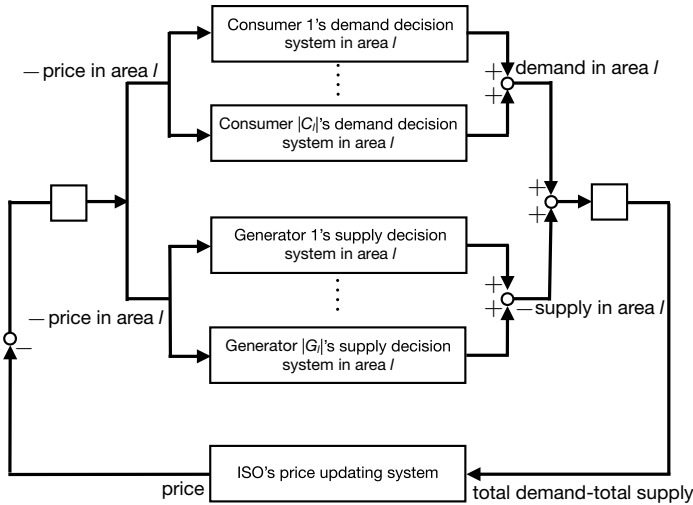 Consumer 1's demand decision
system in area l
− price in area l
+
demand in area l
+
Consumer |Cl|'s demand decision
system in area l
+
+
Generator 1's supply decision
system in area l
+
− price in area l
+
− supply in area l
Generator |Gl|'s supply decision
system in area l
−
ISO's price updating system
price
total demand-total supply